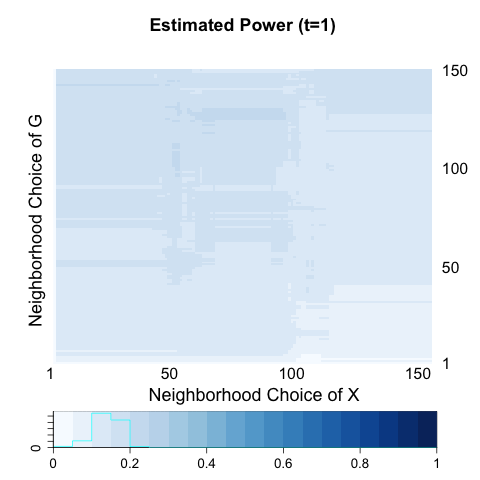 Estimated Power (t=1)
Neighborhood Choice of G
150
100
50
1
1 50 100 150
Neighborhood Choice of X
0
0 0.2 0.4 0.6 0.8 1